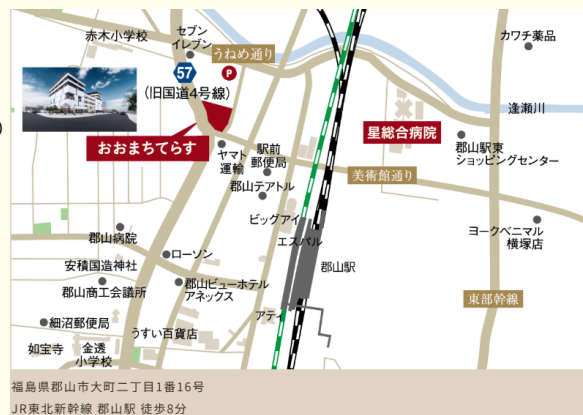 赤木小学校
セブン
イレブン
うねめ通り
カワチ薬品
57
P
(旧国道4号線)
逢瀬川
おおまちてらす
星総合病院
ヤマト
運輸
駅前
郵便局
郡山駅東
ショッピングセンター
郡山テアトル
美術館通り
ビッグアイ
ヨークベニマル
横塚店
郡山病院
ローソン
エスパル
郡山駅
安積国造神社
郡山商工会議所
郡山ビューホテル
アネックス
東部幹線
アティ
細沼郵便局
うすい百貨店
如宝寺
金透
小学校
福島県郡山市大町二丁目1番16号
JR東北新幹線 郡山駅 徒歩8分